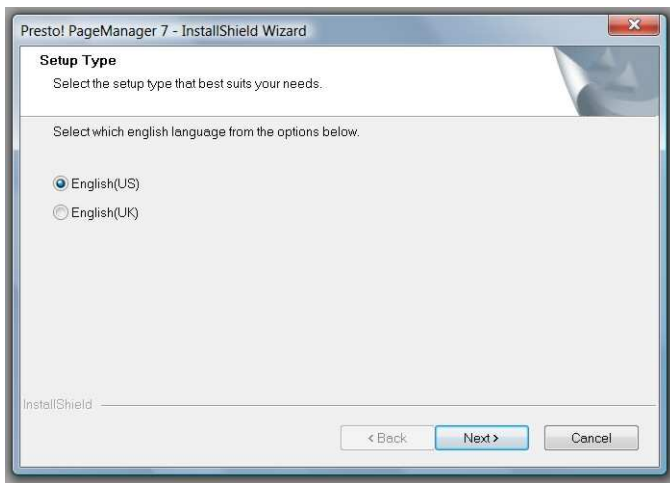 Presto! PageManager 7 - InstallShield Wizard
Setup Type
Select the setup type that best suits your needs.
Select which english language from the options below.
English(US)
English(UK)
InstallShield
< Back Next > Cancel